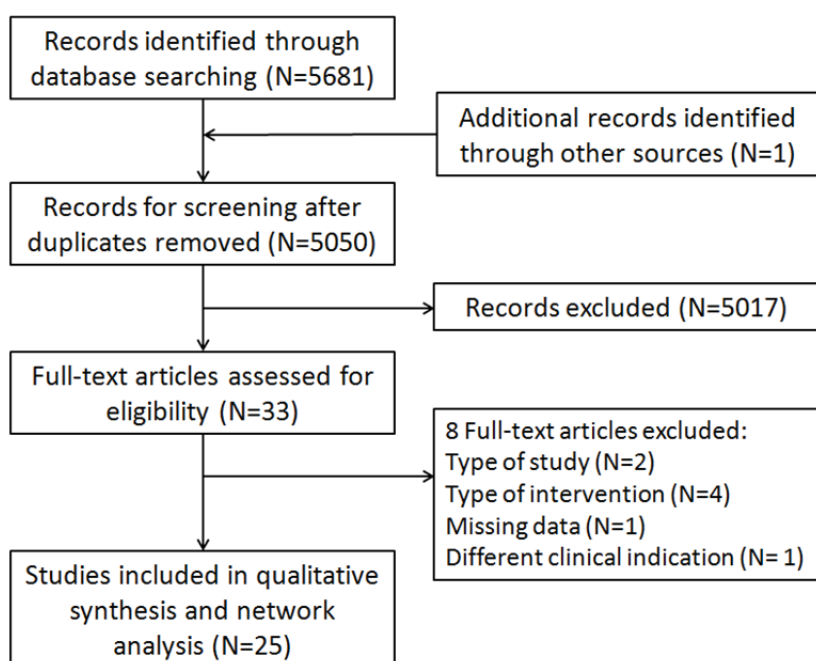 Records identified through
database searching (N=5681)
Additional records identified
through other sources (N=1)
Records for screening after
duplicates removed (N=5050)
Records excluded (N=5017)
Full-text articles assessed for
eligibility (N=33)
8 Full-text articles excluded:
Type of study (N=2)
Type of intervention (N=4)
Missing data (N=1)
Different clinical indication (N= 1)
Studies included in qualitative
synthesis and network
analysis (N=25)